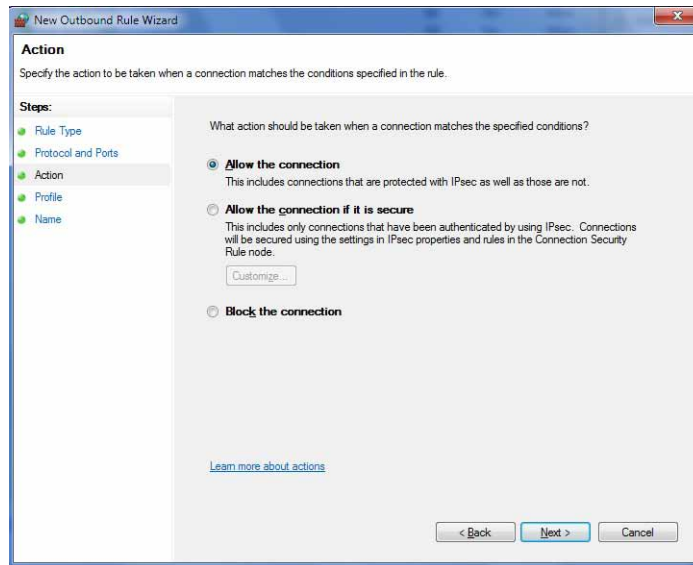 New Outbound Rule Wizard
Action
Specify the action to be taken when a connection matches the conditions specified in the rule.
Steps:
Rule Type
Protocol and Ports
Action
Profile
Name
What action should be taken when a connection matches the specified conditions?
Allow the connection
This includes connections that are protected with IPsec as well as those are not.
Allow the connection if it is secure
This includes only connections that have been authenticated by using IPsec. Connections
will be secured using the settings in IPsec properties and rules in the Connection Security
Rule node.
Customize...
Block the connection
Learn more about actions
< Back
Next >
Cancel